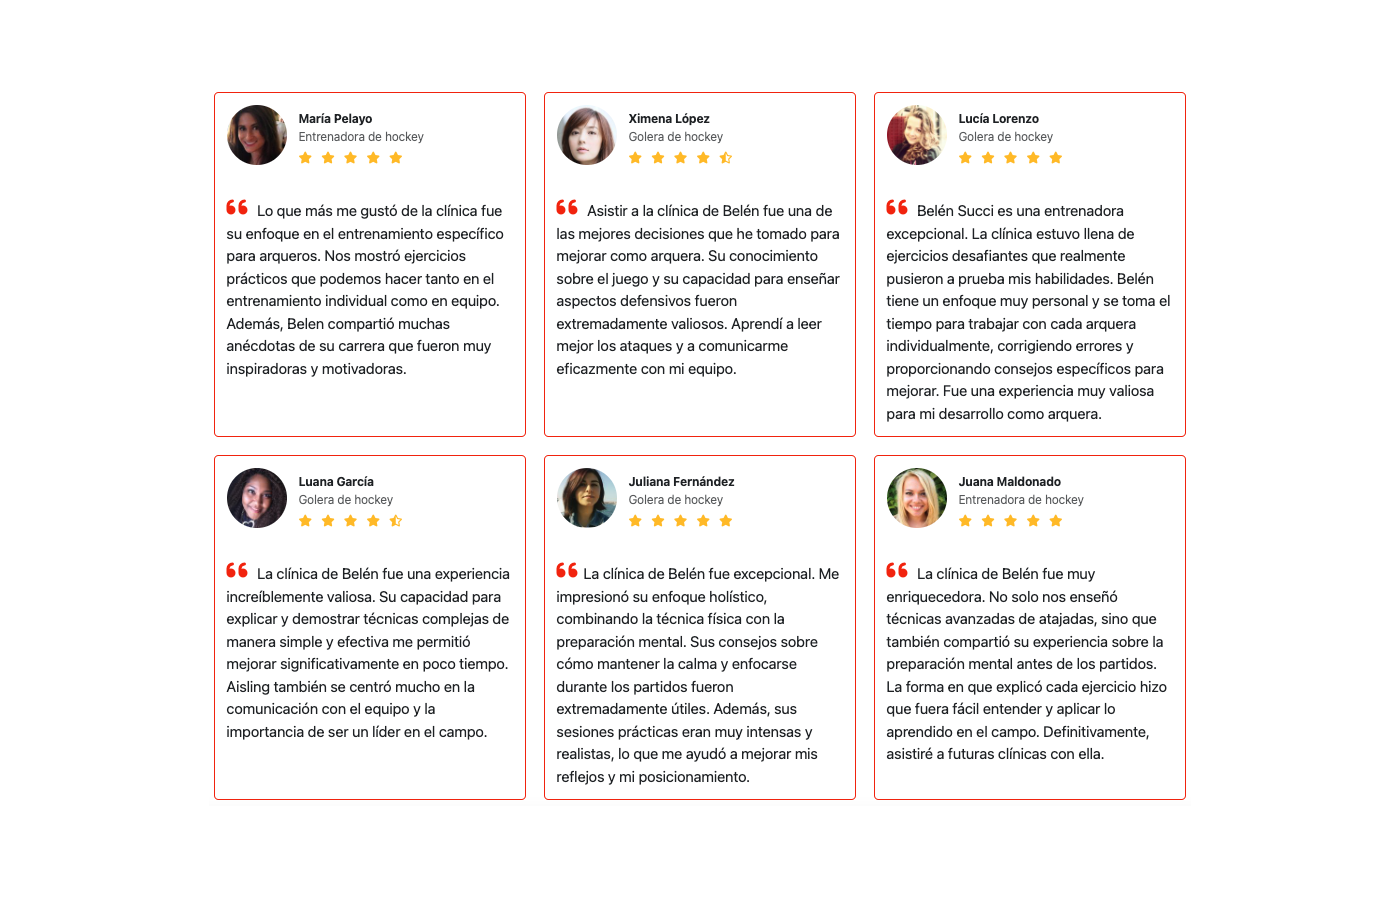 María Pelayo
Entrenadora de hockey
Lo que más me gustó de la clínica fue
su enfoque en el entrenamiento específico
para arqueros. Nos mostró ejercicios
prácticos que podemos hacer tanto en el
entrenamiento individual como en equipo.
Además, Belen compartió muchas
anécdotas de su carrera que fueron muy
inspiradoras y motivadoras.
Ximena López
Golera de hockey
Asistir a la clínica de Belén fue una de
las mejores decisiones que he tomado para
mejorar como arquera. Su conocimiento
sobre el juego y su capacidad para enseñar
aspectos defensivos fueron
extremadamente valiosos. Aprendí a leer
mejor los ataques y a comunicarme
eficazmente con mi equipo.
Lucía Lorenzo
Golera de hockey
Belén Succi es una entrenadora
excepcional. La clínica estuvo llena de
ejercicios desafiantes que realmente
pusieron a prueba mis habilidades. Belén
tiene un enfoque muy personal y se toma el
tiempo para trabajar con cada arquera
individualmente, corrigiendo errores y
proporcionando consejos específicos para
mejorar. Fue una experiencia muy valiosa
para mi desarrollo como arquera.
Luana García
Golera de hockey
La clínica de Belén fue una experiencia
increíblemente valiosa. Su capacidad para
explicar y demostrar técnicas complejas de
manera simple y efectiva me permitió
mejorar significativamente en poco tiempo.
Aisling también se centró mucho en la
comunicación con el equipo y la
importancia de ser un líder en el campo.
Juliana Fernández
Golera de hockey
La clínica de Belén fue excepcional. Me
impresionó su enfoque holístico,
combinando la técnica física con la
preparación mental. Sus consejos sobre
cómo mantener la calma y enfocarse
durante los partidos fueron
extremadamente útiles. Además, sus
sesiones prácticas eran muy intensas y
realistas, lo que me ayudó a mejorar mis
reflejos y mi posicionamiento.
Juana Maldonado
Entrenadora de hockey
La clínica de Belén fue muy
enriquecedora. No solo nos enseñó
técnicas avanzadas de atajadas, sino que
también compartió su experiencia sobre la
preparación mental antes de los partidos.
La forma en que explicó cada ejercicio hizo
que fuera fácil entender y aplicar lo
aprendido en el campo. Definitivamente,
asistiré a futuras clínicas con ella.